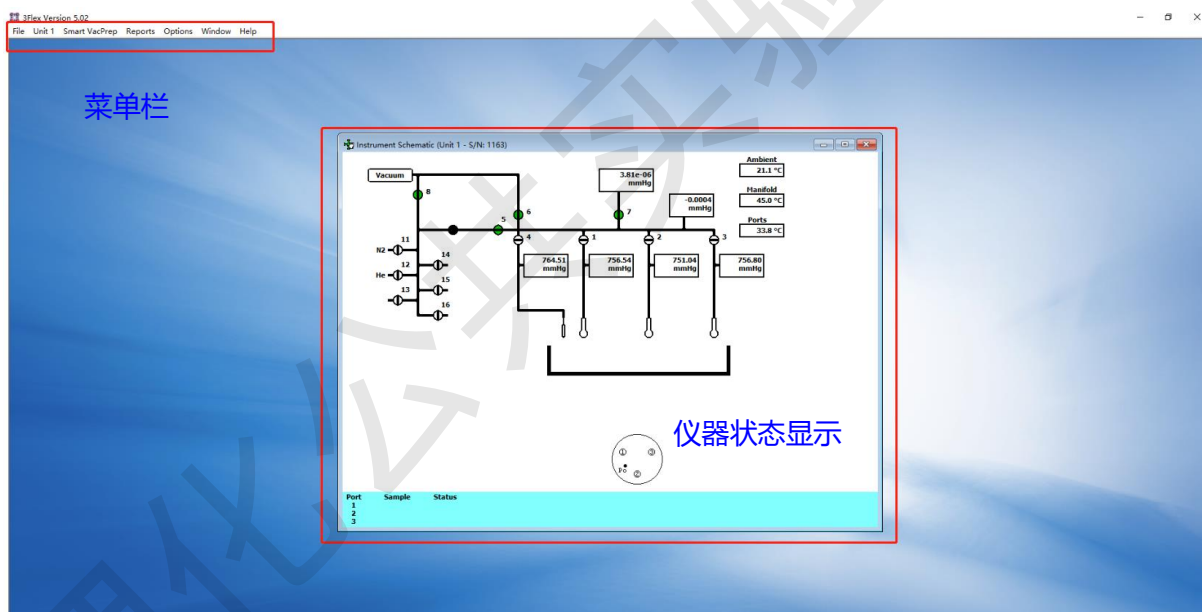 3Flex Version 5.02
File Unit 1 Smart VacPrep Reports Options Window Help
菜单栏
Instrument Schematic (Unit 1 - S/N: 1163)
Ambient
21.1 °C
Vacuum
3.81e-06
mmHg
Manifold
45.0 °C
8
-0.0004
mmHg
6
7
5
Ports
33.8 °C
4
1
2
3
11
N2
14
764.51
mmHg
756.54
mmHg
751.04
mmHg
756.80
mmHg
12
He
15
13
16
仪器状态显示
① ③
Po ②
Port Sample Status
1
2
3